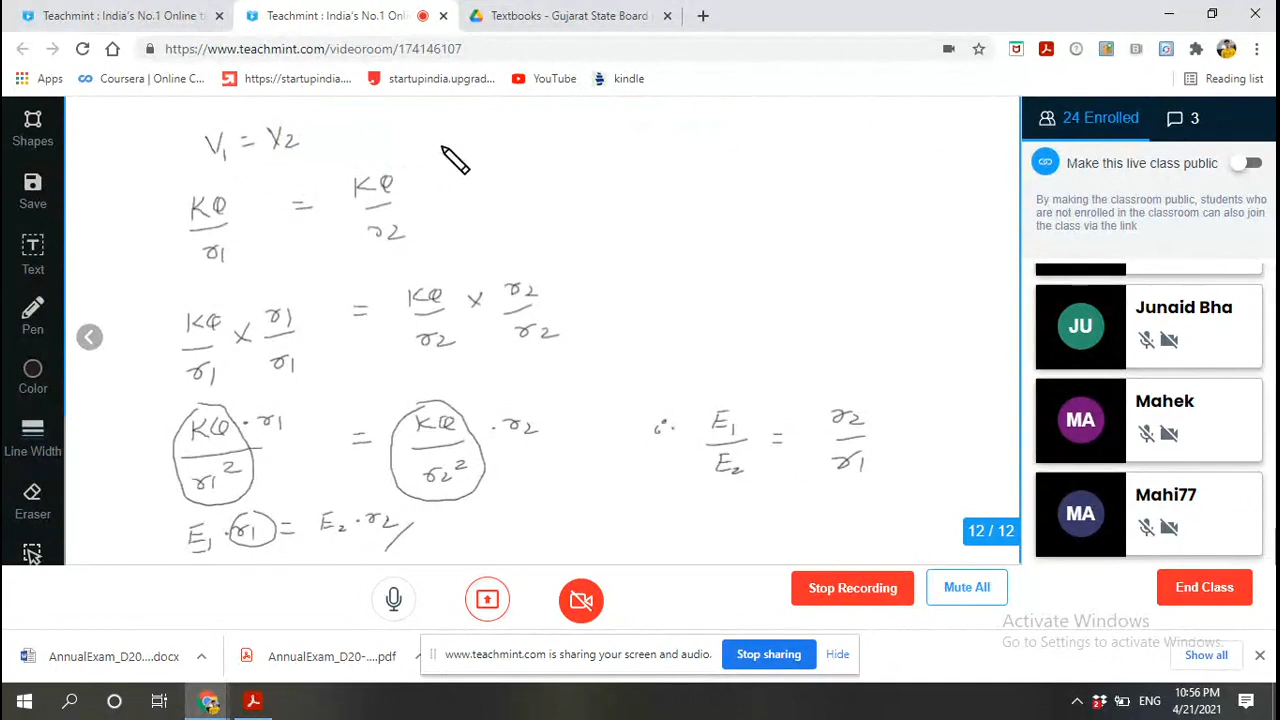 Teachmint : India's No.1 Online t
Teachmint : India's No.1 Onl
Textbooks - Gujarat State Board
https://www.teachmint.com/videoroom/174146107
Apps
Coursera | Online C...
https://startupindia....
startupindia.upgrad...
YouTube
kindle
Reading list
Shapes
Save
Text
Pen
Color
Line Width
Eraser
V1 = V2
KQ/r1 = KQ/r2
KQ/r1 × r1/r1 = KQ/r2 × r2/r2
KQ/r1² · r1 = KQ/r2² · r2 ∴ E1/E2 = r2/r1
E1 · r1 = E2 · r2
12 / 12
24 Enrolled
3
Make this live class public
By making the classroom public, students who
are not enrolled in the classroom can also join
the class via the link
JU
Junaid Bha
MA
Mahek
MA
Mahi77
Stop Recording
Mute All
End Class
Activate Windows
Go to Settings to activate Windows.
AnnualExam_D20....docx
AnnualExam_D20-....pdf
www.teachmint.com is sharing your screen and audio.
Stop sharing
Hide
Show all
ENG
10:56 PM
4/21/2021